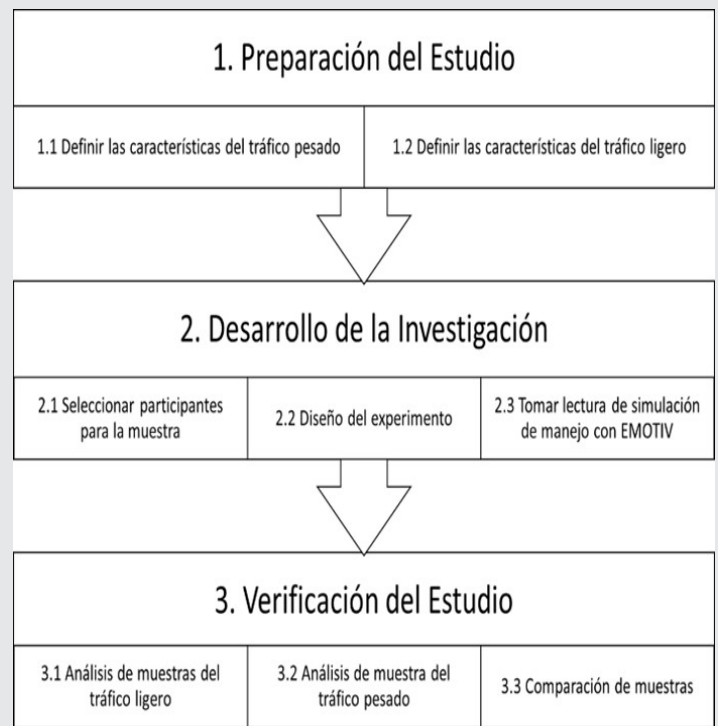 1. Preparación del Estudio
1.1 Definir las características del tráfico pesado
1.2 Definir las características del tráfico ligero
2. Desarrollo de la Investigación
2.1 Seleccionar participantes
para la muestra
2.2 Diseño del experimento
2.3 Tomar lectura de simulación
de manejo con EMOTIV
3. Verificación del Estudio
3.1 Análisis de muestras del
tráfico ligero
3.2 Análisis de muestra del
tráfico pesado
3.3 Comparación de muestras